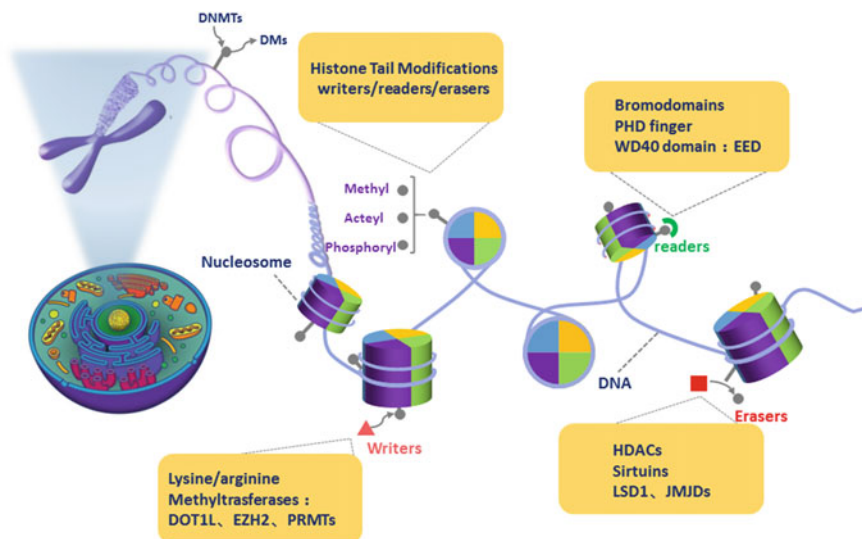 DNMTs
DMs
Histone Tail Modifications
writers/readers/erasers
Bromodomains
PHD finger
WD40 domain：EED
Methyl
Acteyl
Phosphoryl
readers
Nucleosome
DNA
Erasers
Writers
HDACs
Sirtuins
LSD1、JMJDs
Lysine/arginine
Methyltrasferases：
DOT1L、EZH2、PRMTs